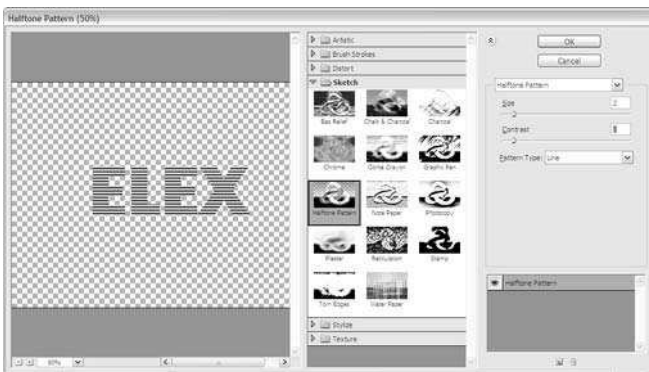 Halftone Pattern (50%)
ELEX
Artistic
Brush Strokes
Distort
Sketch
Bas Relief
Chalk & Charcoal
Charcoal
Chrome
Conté Crayon
Graphic Pen
Halftone Pattern
Note Paper
Photocopy
Plaster
Reticulation
Stamp
Torn Edges
Water Paper
Stylize
Texture
OK
Cancel
Halftone Pattern
Size
2
Contrast
Pattern Type: Line
Halftone Pattern